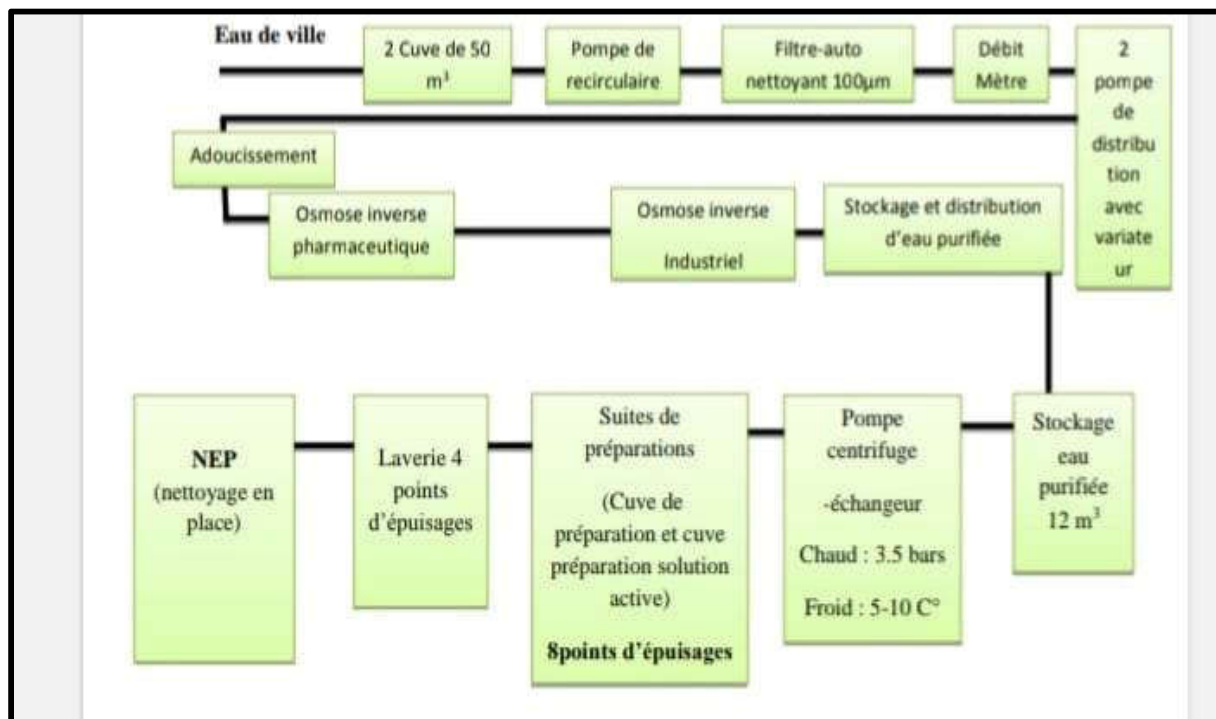 Eau de ville
2 Cuve de 50
m³
Pompe de
recirculaire
Filtre-auto
nettoyant 100µm
Débit
Mètre
2
pompe
de
distribu
tion
avec
variate
ur
Adoucissement
Osmose inverse
pharmaceutique
Osmose inverse
Industriel
Stockage et distribution
d'eau purifiée
NEP
(nettoyage en
place)
Laverie 4
points
d'épuisages
Suites de
préparations
(Cuve de
préparation et cuve
préparation solution
active)
8points d'épuisages
Pompe
centrifuge
-échangeur
Chaud : 3.5 bars
Froid : 5-10 C°
Stockage
eau
purifiée
12 m³